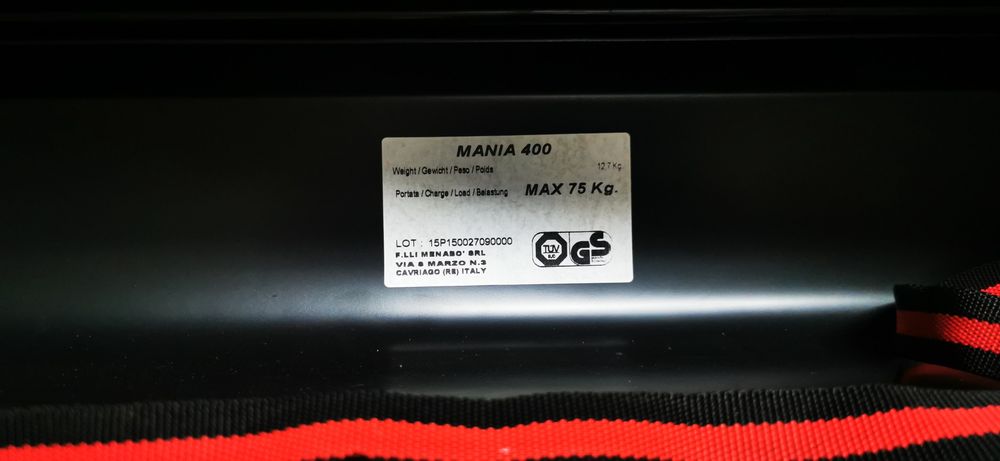 MANIA 400
Weight / Gewicht / Peso / Poids 12.7 Kg.
Portata / Charge / Load / Belastung MAX 75 Kg.
LOT : 15P150027090000
F.LLI MENABO' SRL
VIA 8 MARZO N.3
CAVRIAGO (RE) ITALY
TÜV
GS